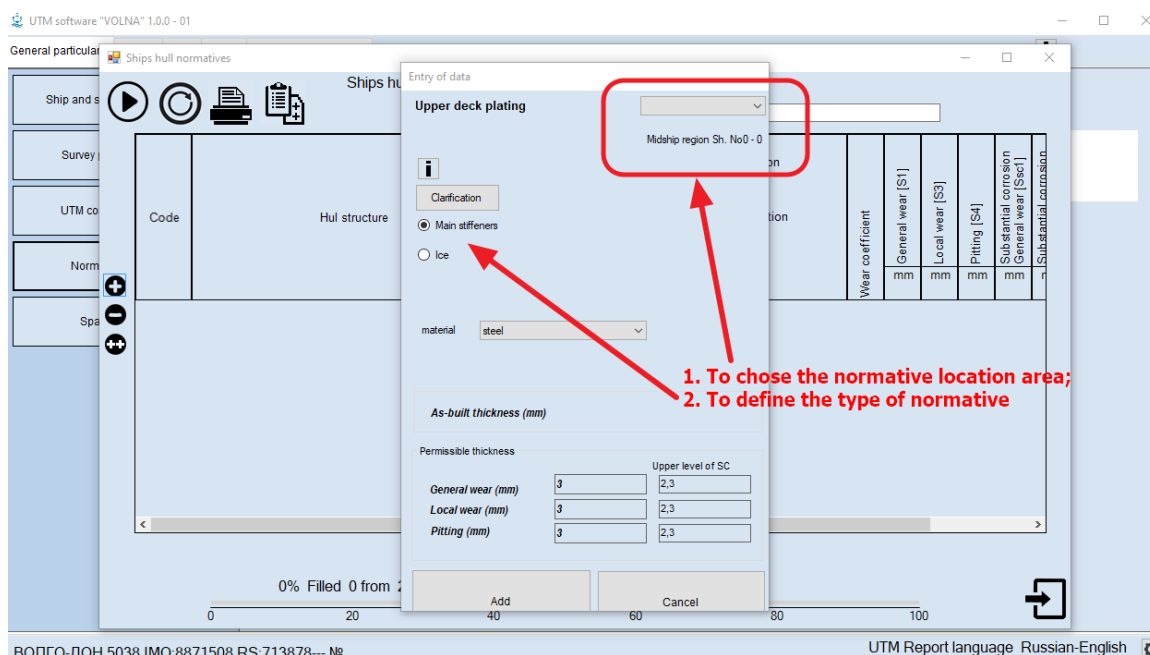 UTM software "VOLNA" 1.0.0 - 01
General particular
Ships hull normatives
Ship and s
Survey
UTM co
Norm
Spa
Ships hu
Entry of data
Upper deck plating
Midship region Sh. No0 - 0
i
Clarification
Main stiffeners
Ice
material
steel
As-built thickness (mm)
Permissible thickness
Upper level of SC
General wear (mm)
3
2,3
Local wear (mm)
3
2,3
Pitting (mm)
3
2,3
Add
Cancel
Code
Hul structure
on
tion
Wear coefficient
General wear [S1]
Local wear [S3]
Pitting [S4]
Substantial corrosion
General wear [Ssc1]
Substantial corrosion
mm
mm
mm
mm
1. To chose the normative location area;
2. To define the type of normative
0% Filled 0 from
0
20
40
60
80
100
ВОЛГО-ДОН 5038 IMO:8871508 RS:713878--- №
UTM Report language Russian-English